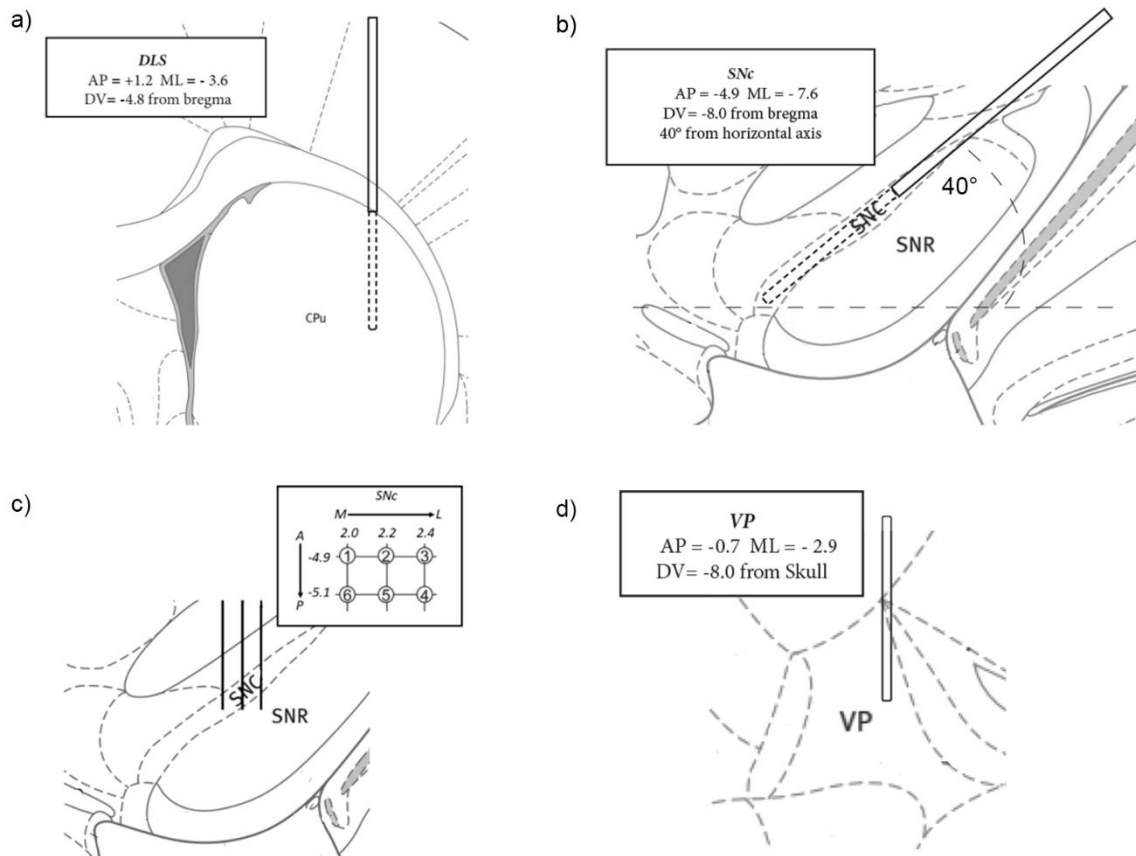 a)
DLS
AP = +1.2 ML = - 3.6
DV= -4.8 from bregma
CPu
b)
SNc
AP = -4.9 ML = - 7.6
DV= -8.0 from bregma
40º from horizontal axis
40°
SNC
SNR
c)
SNc
M L
2.0 2.2 2.4
A
-4.9 1 2 3
-5.1 6 5 4
P
SNC
SNR
d)
VP
AP = -0.7 ML = - 2.9
DV= -8.0 from Skull
VP